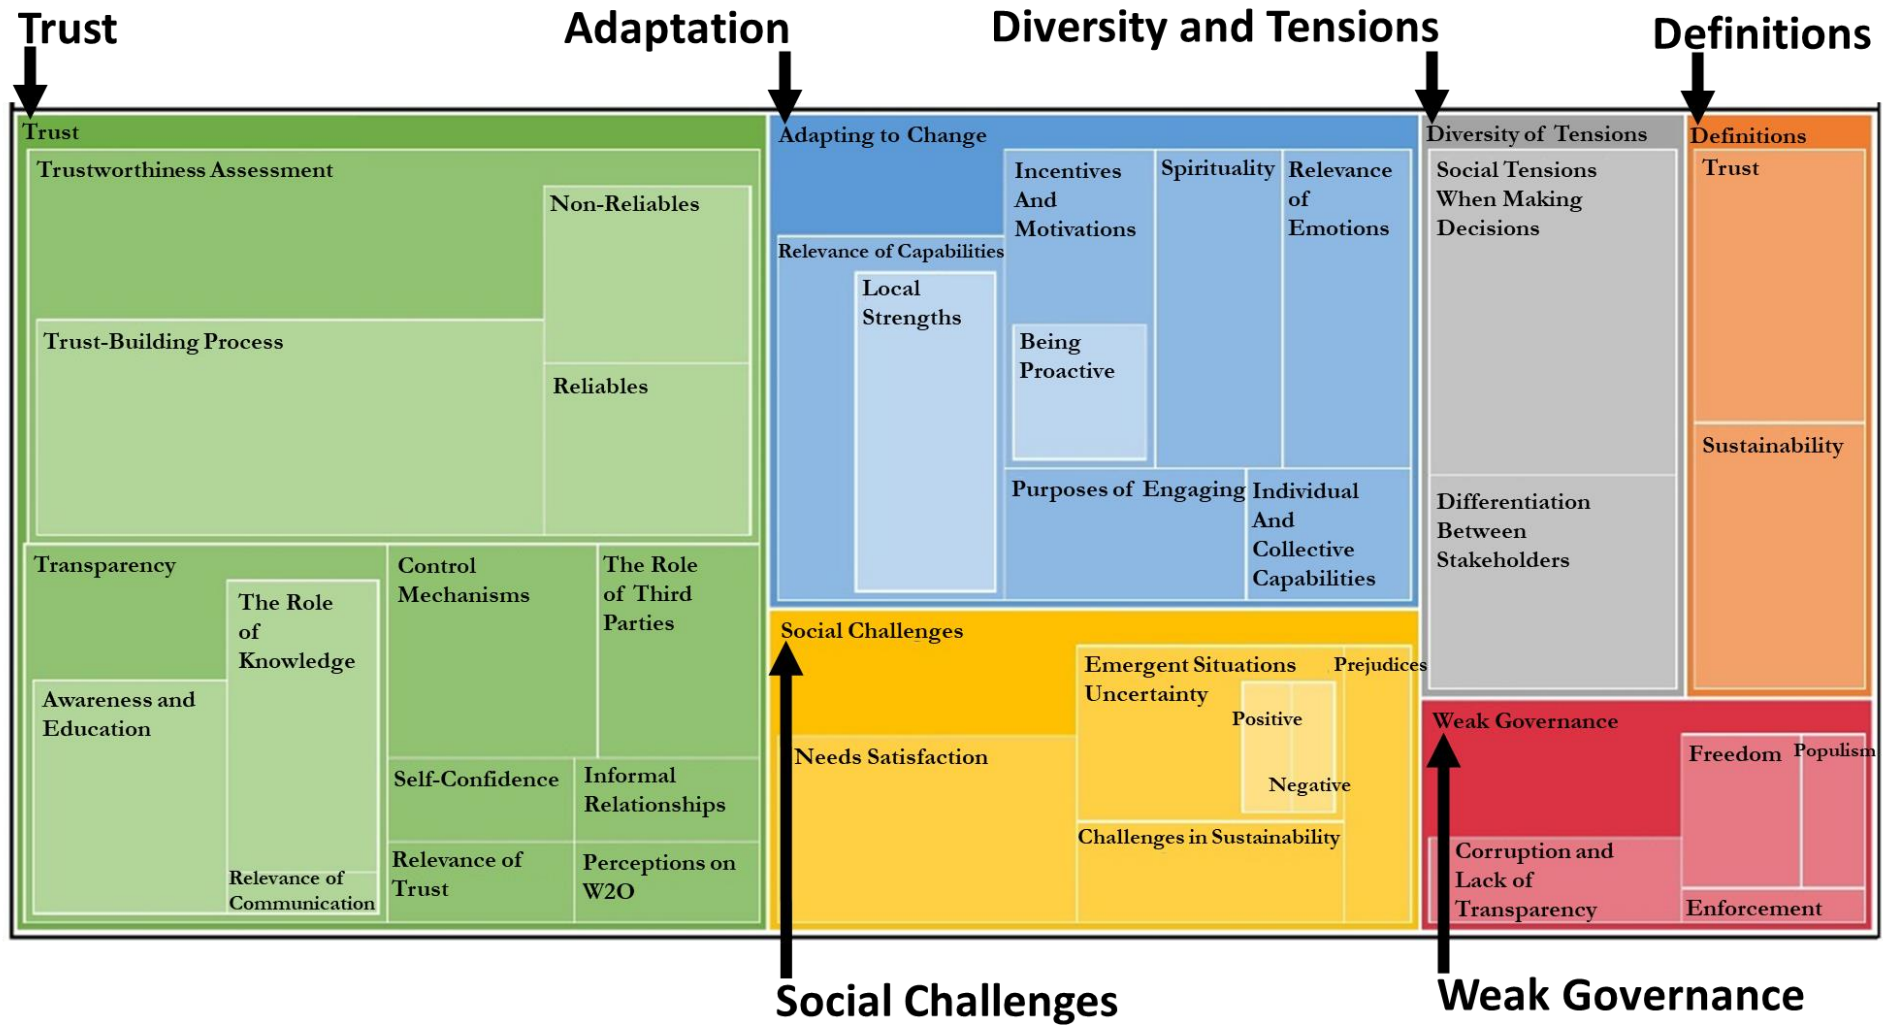 Trust
Adaptation
Diversity and Tensions
Definitions
Trust
Trustworthiness Assessment
Non-Reliables
Trust-Building Process
Reliables
Transparency
The Role
of
Knowledge
Awareness and
Education
Relevance of
Communication
Control
Mechanisms
The Role
of Third
Parties
Self-Confidence
Informal
Relationships
Relevance of
Trust
Perceptions on
W2O
Adapting to Change
Relevance of Capabilities
Local
Strengths
Incentives
And
Motivations
Being
Proactive
Spirituality
Relevance
of
Emotions
Purposes of Engaging
Individual
And
Collective
Capabilities
Social Challenges
Needs Satisfaction
Emergent Situations
Uncertainty
Positive
Negative
Prejudices
Challenges in Sustainability
Diversity of Tensions
Social Tensions
When Making
Decisions
Differentiation
Between
Stakeholders
Definitions
Trust
Sustainability
Weak Governance
Freedom
Populism
Corruption and
Lack of
Transparency
Enforcement
Social Challenges
Weak Governance